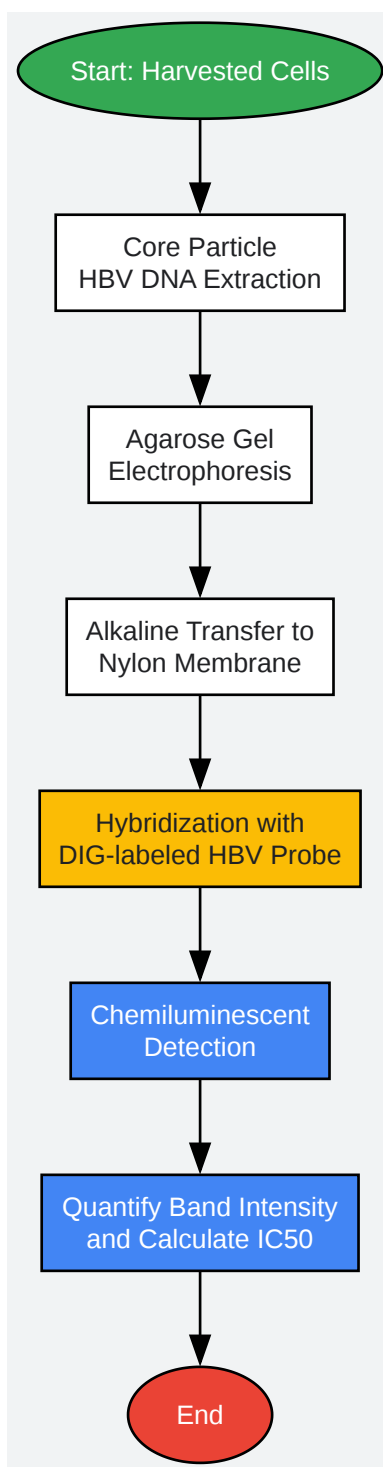 Start: Harvested Cells
Core Particle
HBV DNA Extraction
Agarose Gel
Electrophoresis
Alkaline Transfer to
Nylon Membrane
Hybridization with
DIG-labeled HBV Probe
Chemiluminescent
Detection
Quantify Band Intensity
and Calculate IC50
End